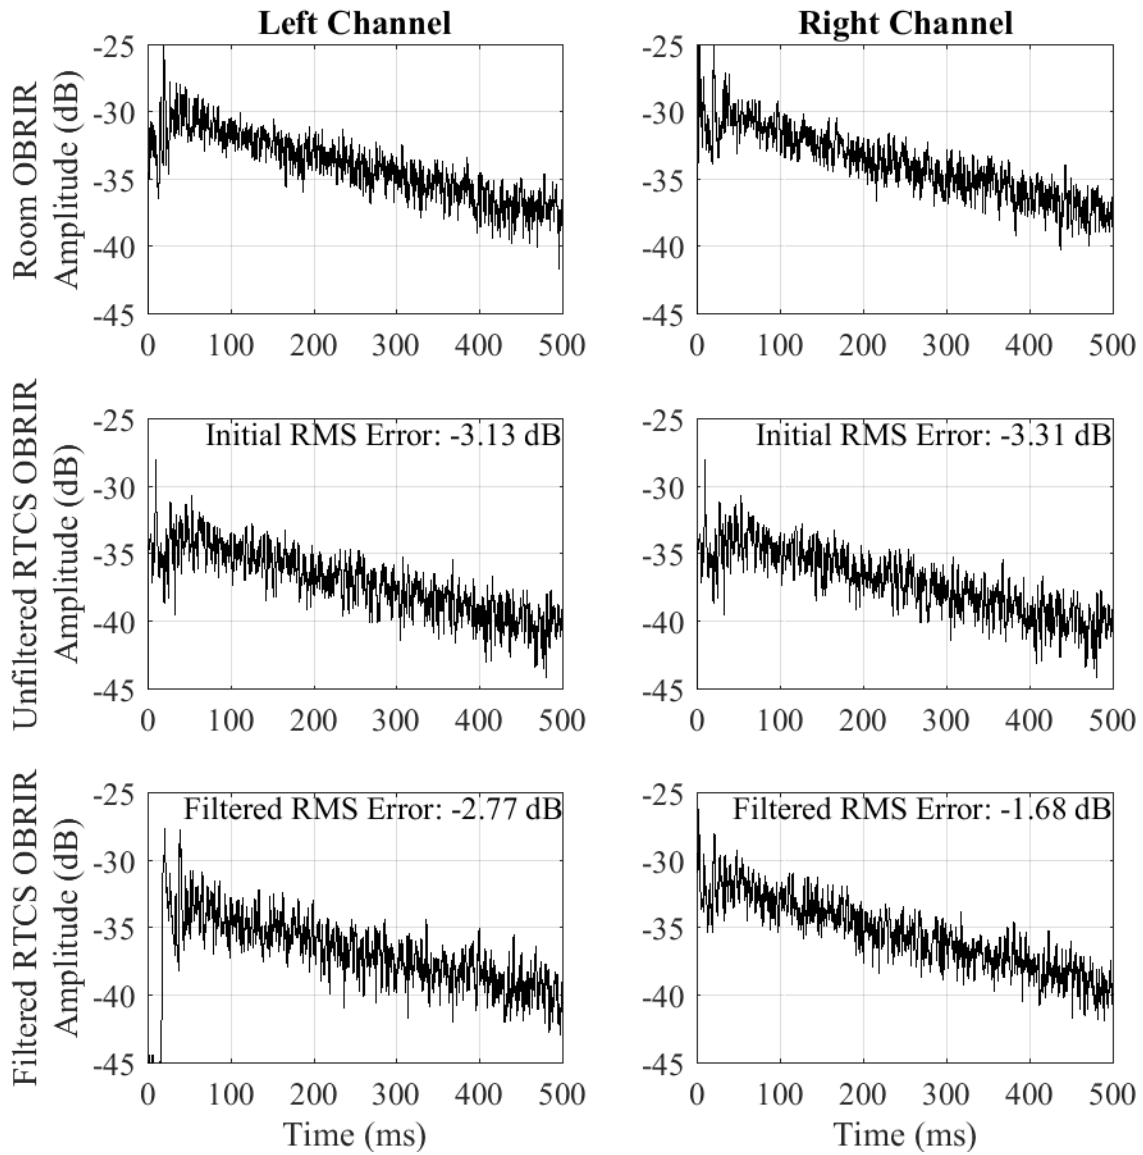 Left Channel
Right Channel
Room OBRIR
Amplitude (dB)
-25
-30
-35
-40
-45
0 100 200 300 400 500
-25
-30
-35
-40
-45
0 100 200 300 400 500
Unfiltered RTCS OBRIR
Amplitude (dB)
Initial RMS Error: -3.13 dB
-25
-30
-35
-40
-45
0 100 200 300 400 500
Initial RMS Error: -3.31 dB
-25
-30
-35
-40
-45
0 100 200 300 400 500
Filtered RTCS OBRIR
Amplitude (dB)
Filtered RMS Error: -2.77 dB
-25
-30
-35
-40
-45
0 100 200 300 400 500
Time (ms)
Filtered RMS Error: -1.68 dB
-25
-30
-35
-40
-45
0 100 200 300 400 500
Time (ms)